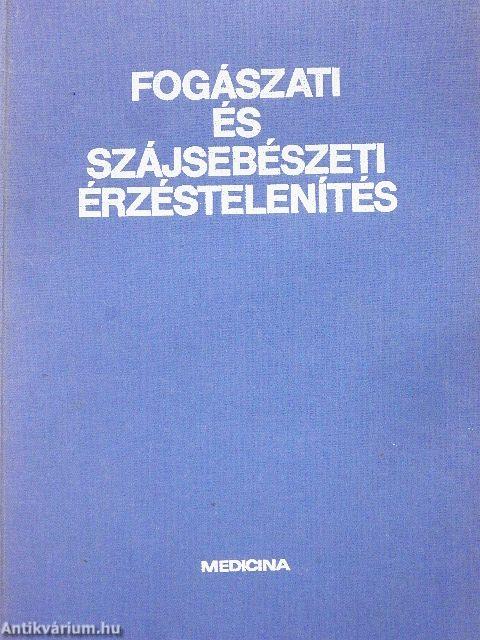 FOGÁSZATI
ÉS
SZÁJSEBÉSZETI
ÉRZÉSTELENÍTÉS
MEDICINA
Antikvárium.hu